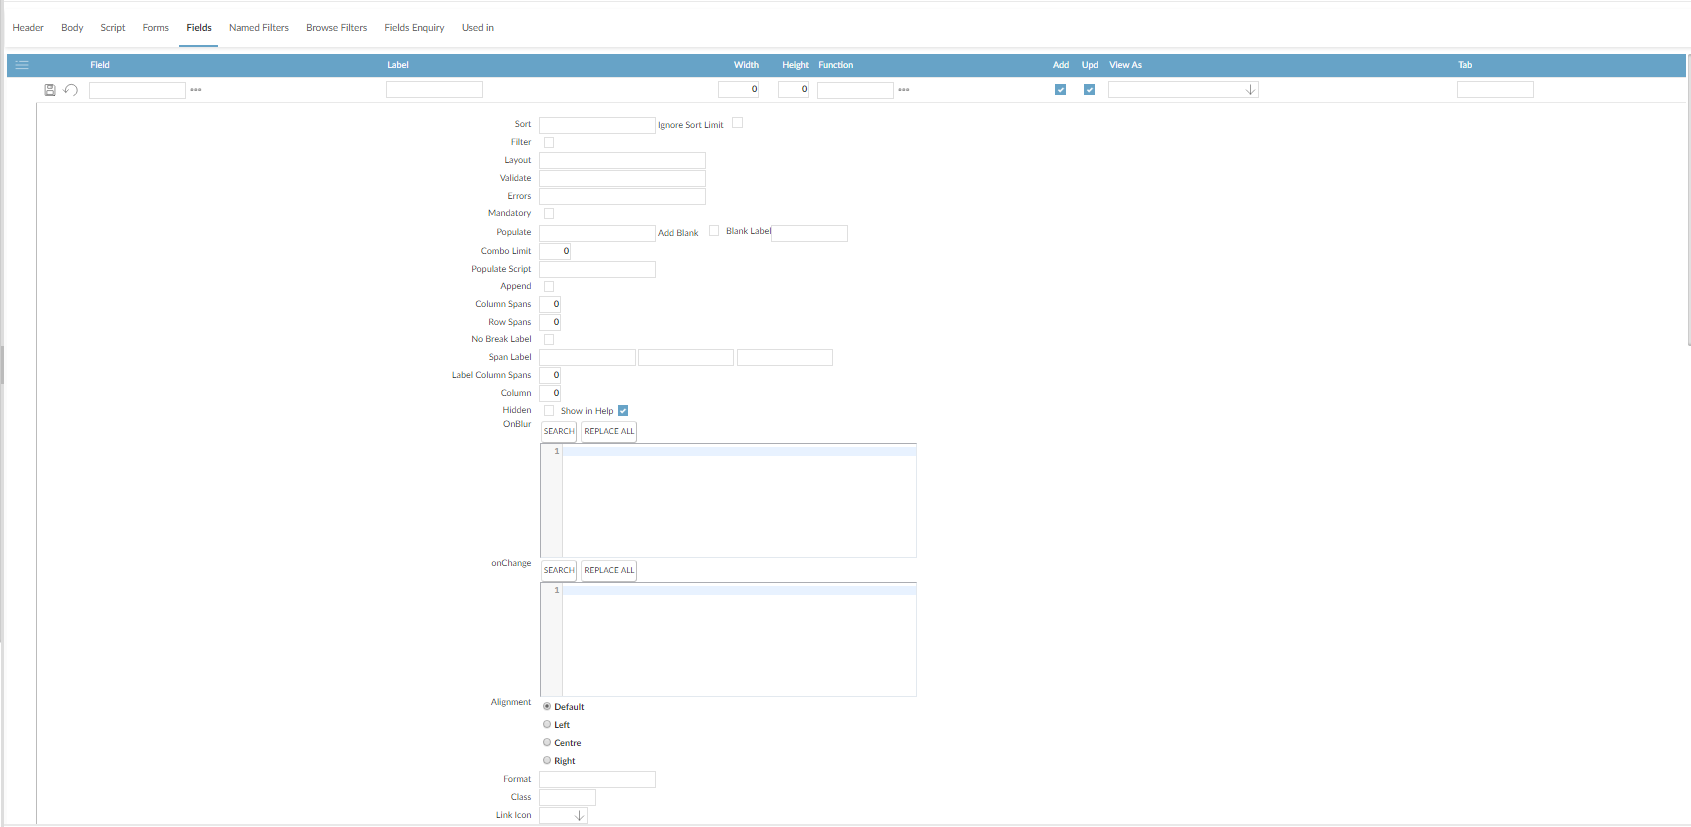 Header Body Script Forms Fields Named Filters Browse Filters Fields Enquiry Used in
Field Label Width Height Function Add Upd View As Tab
0 0
Sort Ignore Sort Limit
Filter
Layout
Validate
Errors
Mandatory
Populate Add Blank Blank Label
Combo Limit 0
Populate Script
Append
Column Spans 0
Row Spans 0
No Break Label
Span Label
Label Column Spans 0
Column 0
Hidden Show in Help
OnBlur SEARCH REPLACE ALL
1
onChange SEARCH REPLACE ALL
1
Alignment Default
Left
Centre
Right
Format
Class
Link Icon